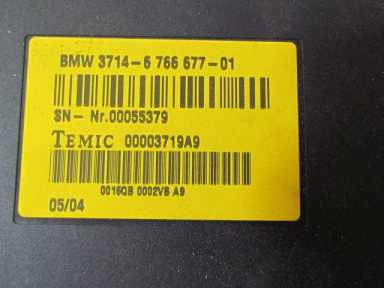 BMW 3714-6 766 677-01
SN- Nr.00055379
TEMIC 00003719A9
0016QB 0002VB A9
05/04